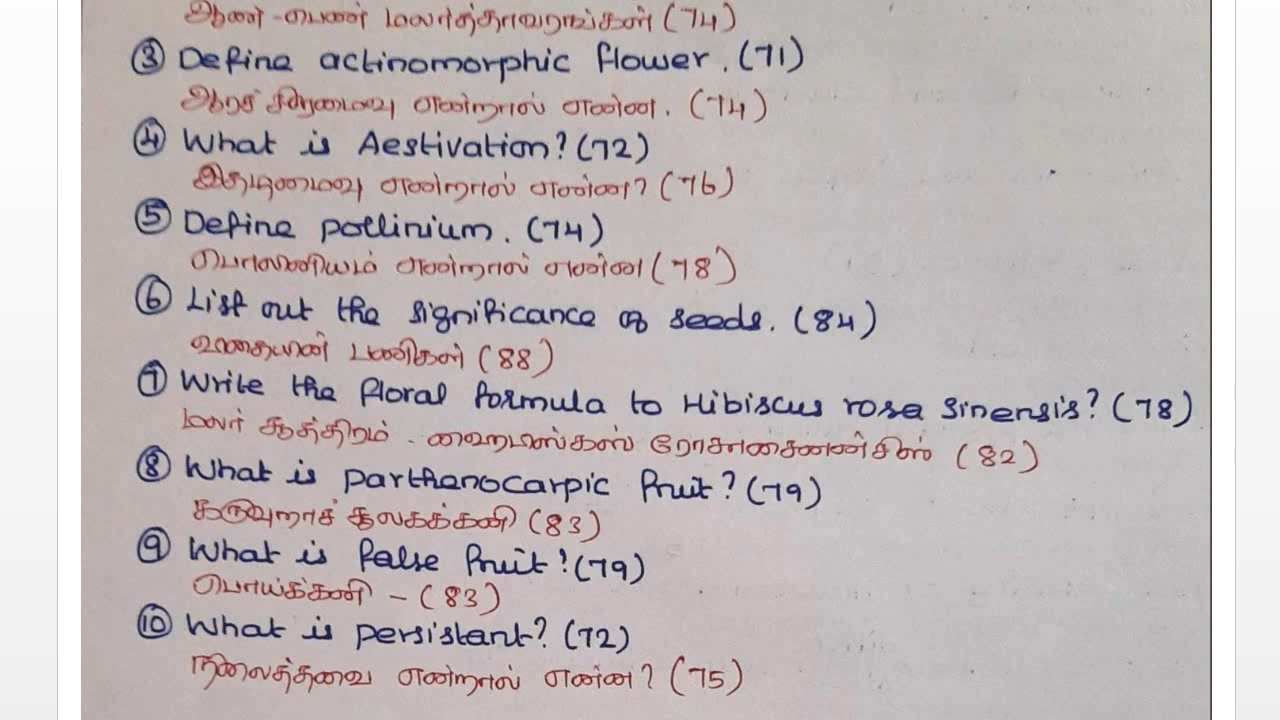 ஆண் - பெண் மலர்த்தாவரங்கள் (74)
③ Define actinomorphic flower. (71)
ஆரச் சீரமைவு என்றால் என்ன. (74)
④ What is Aestivation? (72)
இதழமைவு என்றால் என்ன? (76)
⑤ Define pollinium. (74)
பொலினியம் என்றால் என்ன (78)
⑥ List out the significance of seeds. (84)
விதையின் பணிகள் (88)
⑦ Write the floral formula to Hibiscus rosa sinensis? (78)
மலர் சூத்திரம் - ஹைபிஸ்கஸ் ரோசாசைனன்சிஸ் (82)
⑧ What is parthenocarpic fruit? (79)
கருவுறாச் சூலகக்கனி (83)
⑨ What is false fruit? (79)
பொய்க்கனி - (83)
⑩ What is persistant? (72)
நிலைத்தவை என்றால் என்ன? (75)